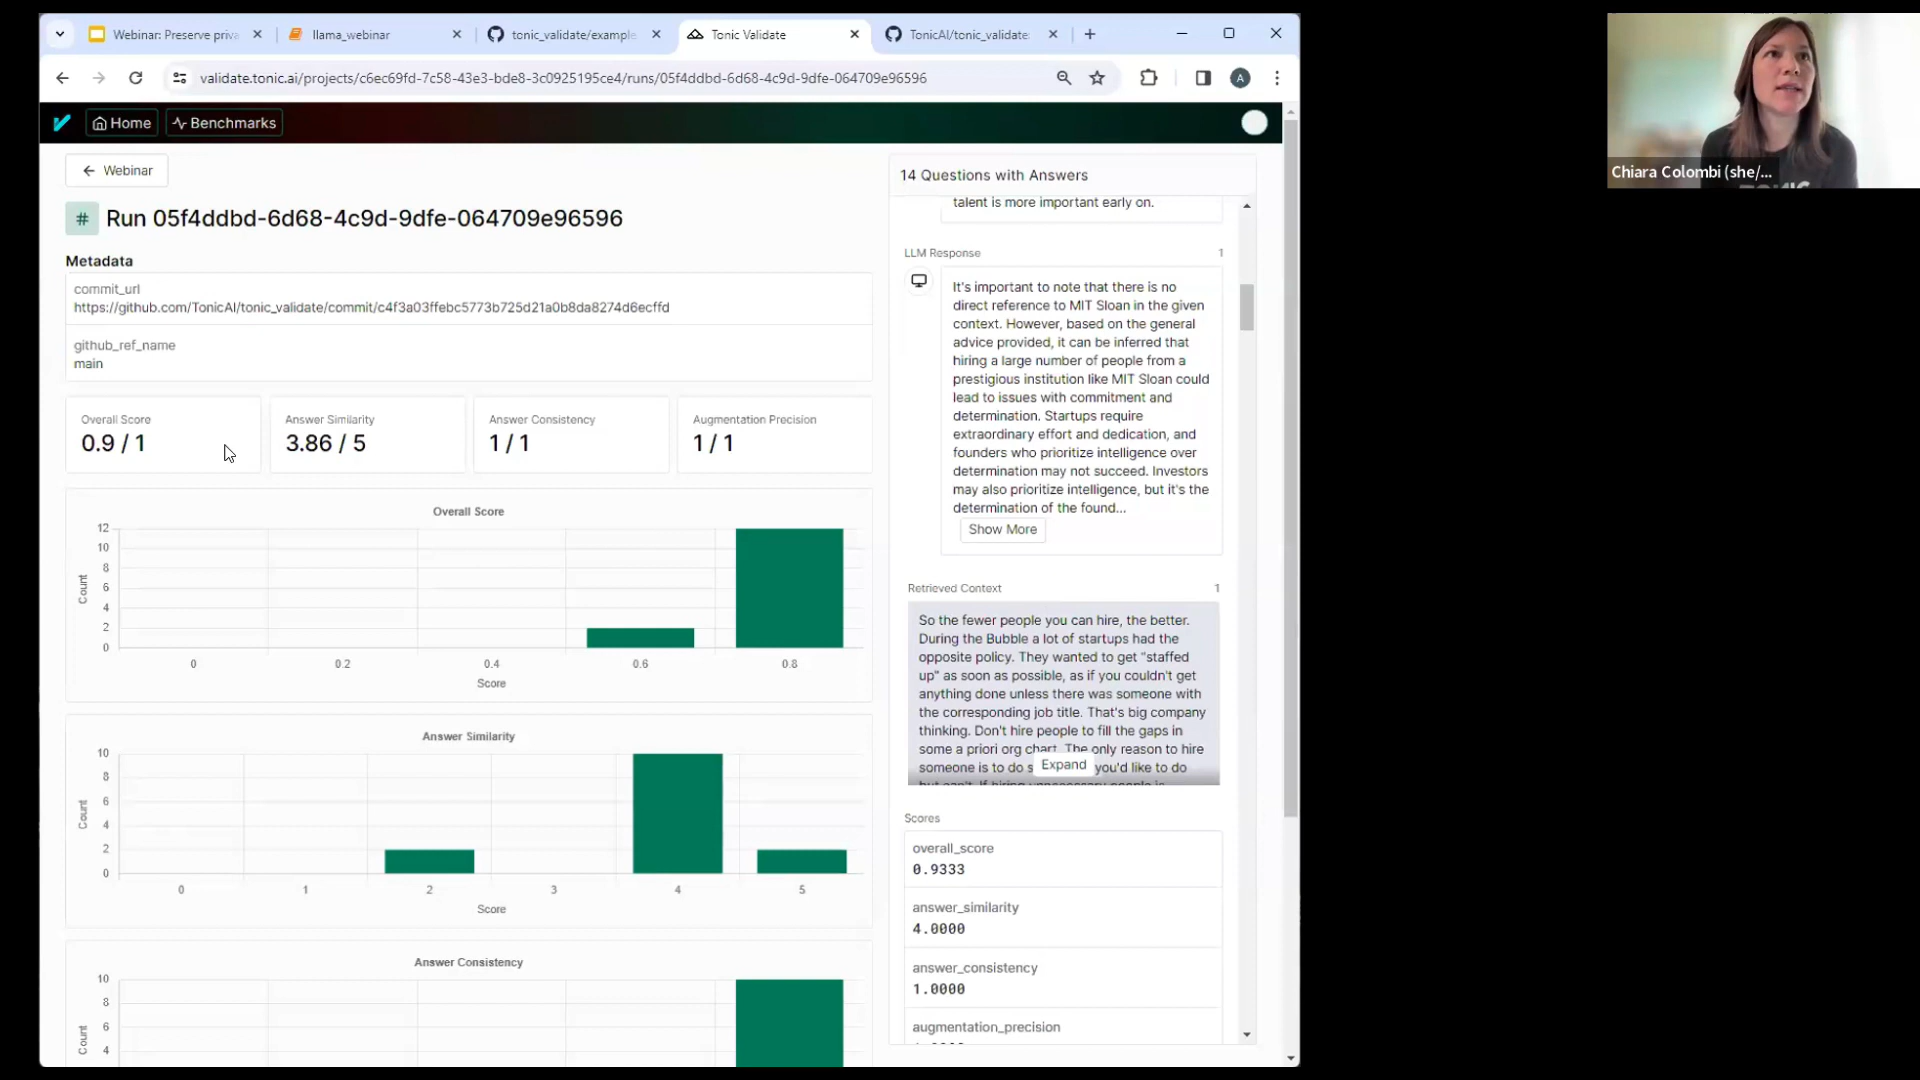 Webinar: Preserve priva
llama_webinar
tonic_validate/example
Tonic Validate
TonicAI/tonic_validate
validate.tonic.ai/projects/c6ec69fd-7c58-43e3-bde8-3c0925195ce4/runs/05f4ddbd-6d68-4c9d-9dfe-064709e96596
A
Home
Benchmarks
Webinar
# Run 05f4ddbd-6d68-4c9d-9dfe-064709e96596
Metadata
commit_url
https://github.com/TonicAI/tonic_validate/commit/c4f3a03ffebc5773b725d21a0b8da8274d6ecffd
github_ref_name
main
Overall Score
0.9 / 1
Answer Similarity
3.86 / 5
Answer Consistency
1 / 1
Augmentation Precision
1 / 1
Overall Score
Count
12
10
8
6
4
2
0
0 0.2 0.4 0.6 0.8
Score
Answer Similarity
Count
10
8
6
4
2
0
0 1 2 3 4 5
Score
Answer Consistency
Count
10
8
6
4
14 Questions with Answers
talent is more important early on.
LLM Response 1
It's important to note that there is no
direct reference to MIT Sloan in the given
context. However, based on the general
advice provided, it can be inferred that
hiring a large number of people from a
prestigious institution like MIT Sloan could
lead to issues with commitment and
determination. Startups require
extraordinary effort and dedication, and
founders who prioritize intelligence over
determination may not succeed. Investors
may also prioritize intelligence, but it's the
determination of the found...
Show More
Retrieved Context 1
So the fewer people you can hire, the better.
During the Bubble a lot of startups had the
opposite policy. They wanted to get "staffed
up" as soon as possible, as if you couldn't get
anything done unless there was someone with
the corresponding job title. That's big company
thinking. Don't hire people to fill the gaps in
some a priori org chart. The only reason to hire
someone is to do s Expand you'd like to do
but can't. If hiring unnecessary people is
Scores
overall_score
0.9333
answer_similarity
4.0000
answer_consistency
1.0000
augmentation_precision
Chiara Colombi (she/...